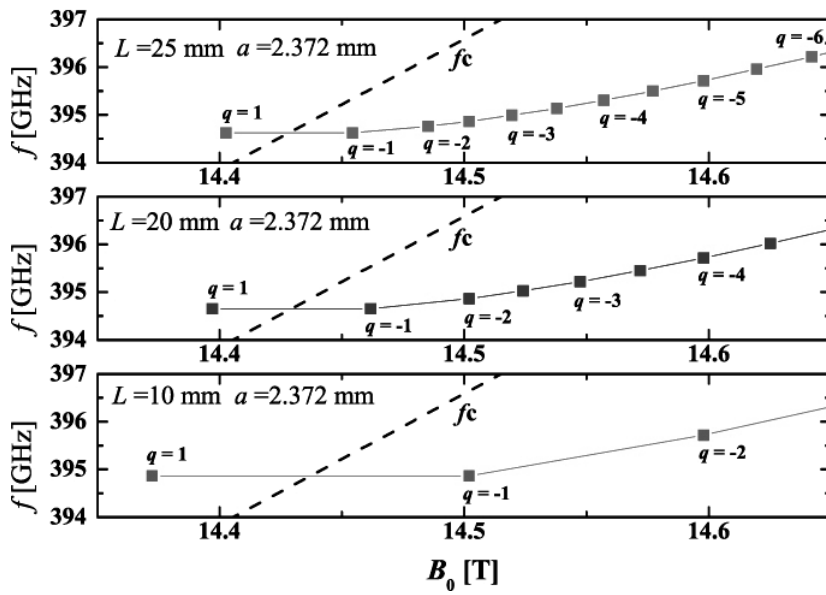 397
396
395
394
f [GHz]
L =25 mm a =2.372 mm
fc
q = 1
q = -1
q = -2
q = -3
q = -4
q = -5
q = -6
14.4
14.5
14.6
397
396
395
394
f [GHz]
L =20 mm a =2.372 mm
fc
q = 1
q = -1
q = -2
q = -3
q = -4
14.4
14.5
14.6
397
396
395
394
f [GHz]
L =10 mm a =2.372 mm
fc
q = 1
q = -1
q = -2
14.4
14.5
14.6
B₀ [T]